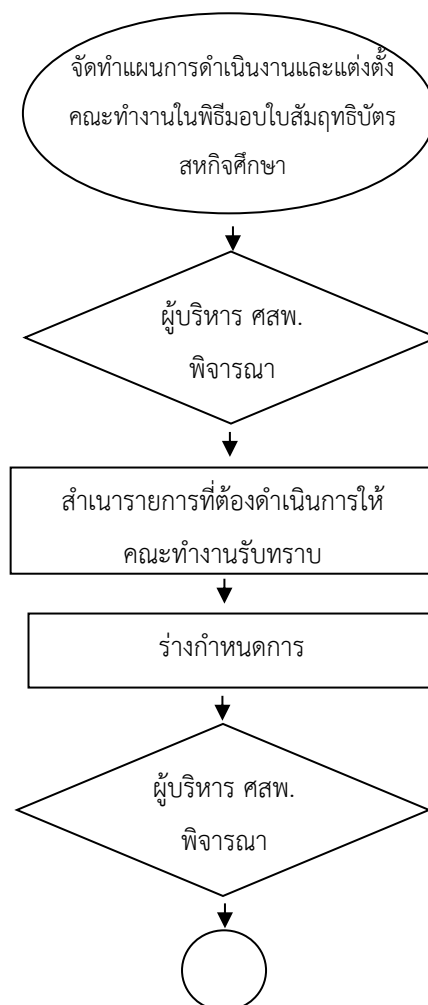 จัดทำแผนการดำเนินงานและแต่งตั้ง
คณะทำงานในพิธีมอบใบสัมฤทธิบัตร
สหกิจศึกษา
ผู้บริหาร ศสพ.
พิจารณา
สำเนารายการที่ต้องดำเนินการให้
คณะทำงานรับทราบ
ร่างกำหนดการ
ผู้บริหาร ศสพ.
พิจารณา